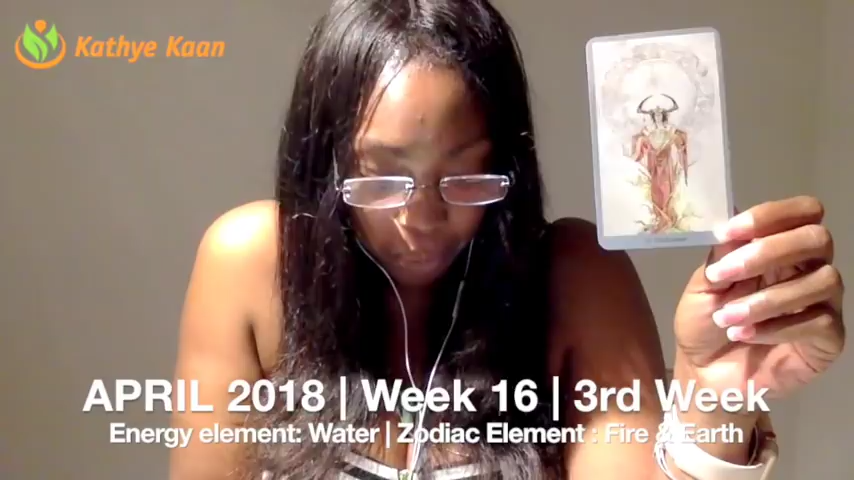 Kathye Kaan
APRIL 2018 | Week 16 | 3rd Week
Energy element: Water | Zodiac Element : Fire & Earth